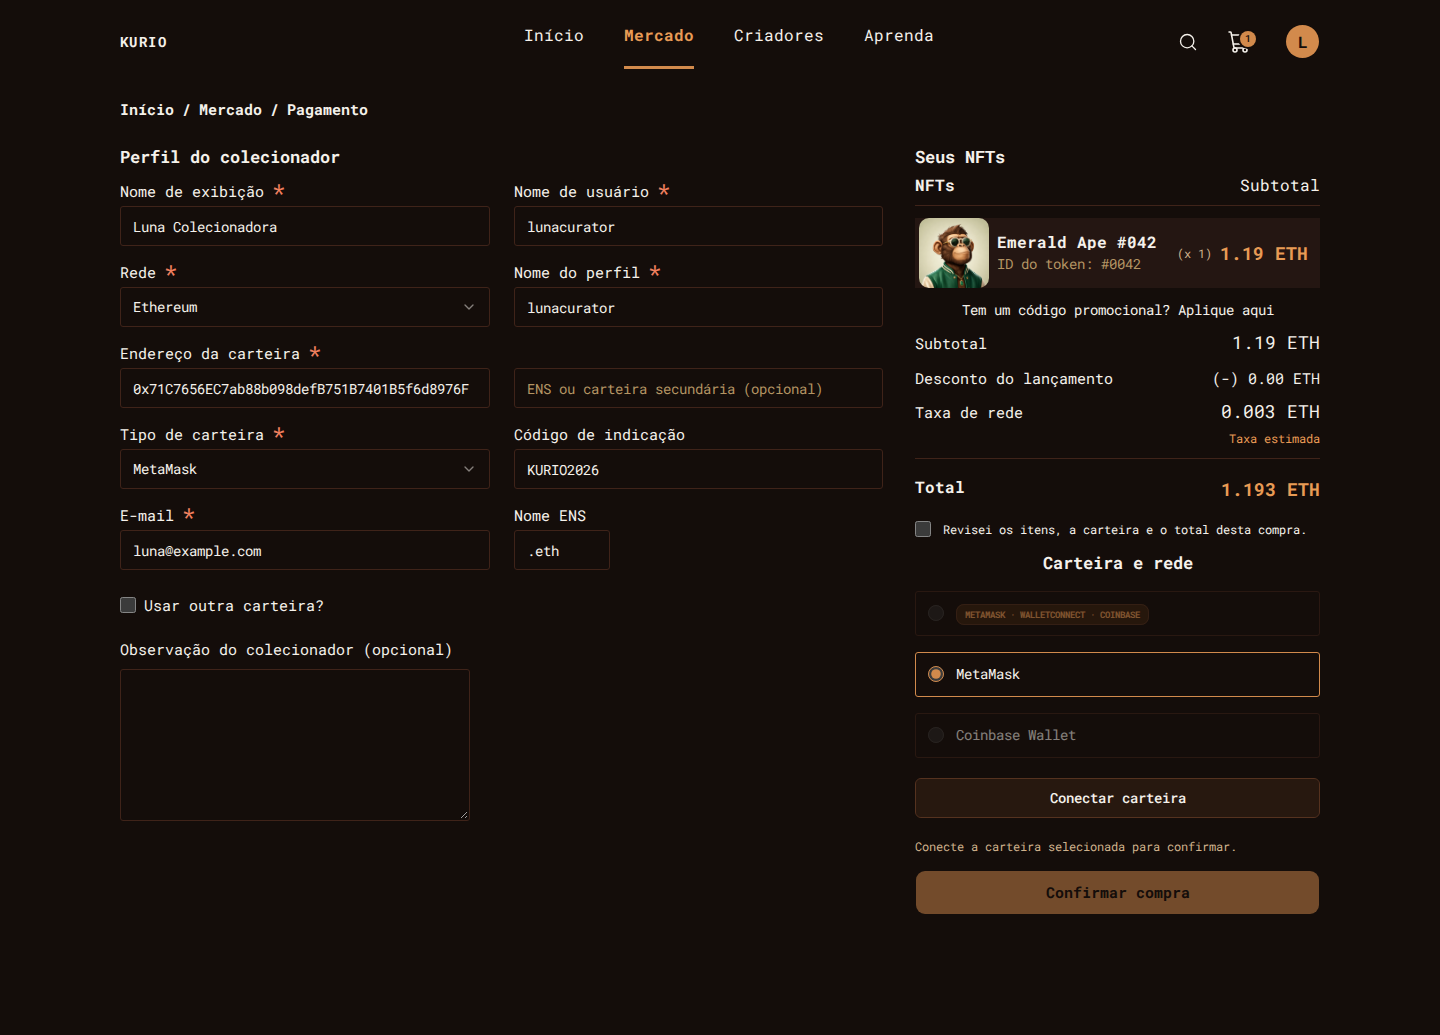 KURIO
Início
Mercado
Criadores
Aprenda
1
L
Início / Mercado / Pagamento
Perfil do colecionador
Nome de exibição *
Nome de usuário *
Luna Colecionadora
lunacurator
Rede *
Nome do perfil *
Ethereum
lunacurator
Endereço da carteira *
0x71C7656EC7ab88b098defB751B7401B5f6d8976F
ENS ou carteira secundária (opcional)
Tipo de carteira *
Código de indicação
MetaMask
KURIO2026
E-mail *
Nome ENS
luna@example.com
.eth
Usar outra carteira?
Observação do colecionador (opcional)
Seus NFTs
NFTs
Subtotal
Emerald Ape #042
ID do token: #0042
(x 1) 1.19 ETH
Tem um código promocional? Aplique aqui
Subtotal
1.19 ETH
Desconto do lançamento
(-) 0.00 ETH
Taxa de rede
0.003 ETH
Taxa estimada
Total
1.193 ETH
Revisei os itens, a carteira e o total desta compra.
Carteira e rede
METAMASK · WALLETCONNECT · COINBASE
MetaMask
Coinbase Wallet
Conectar carteira
Conecte a carteira selecionada para confirmar.
Confirmar compra